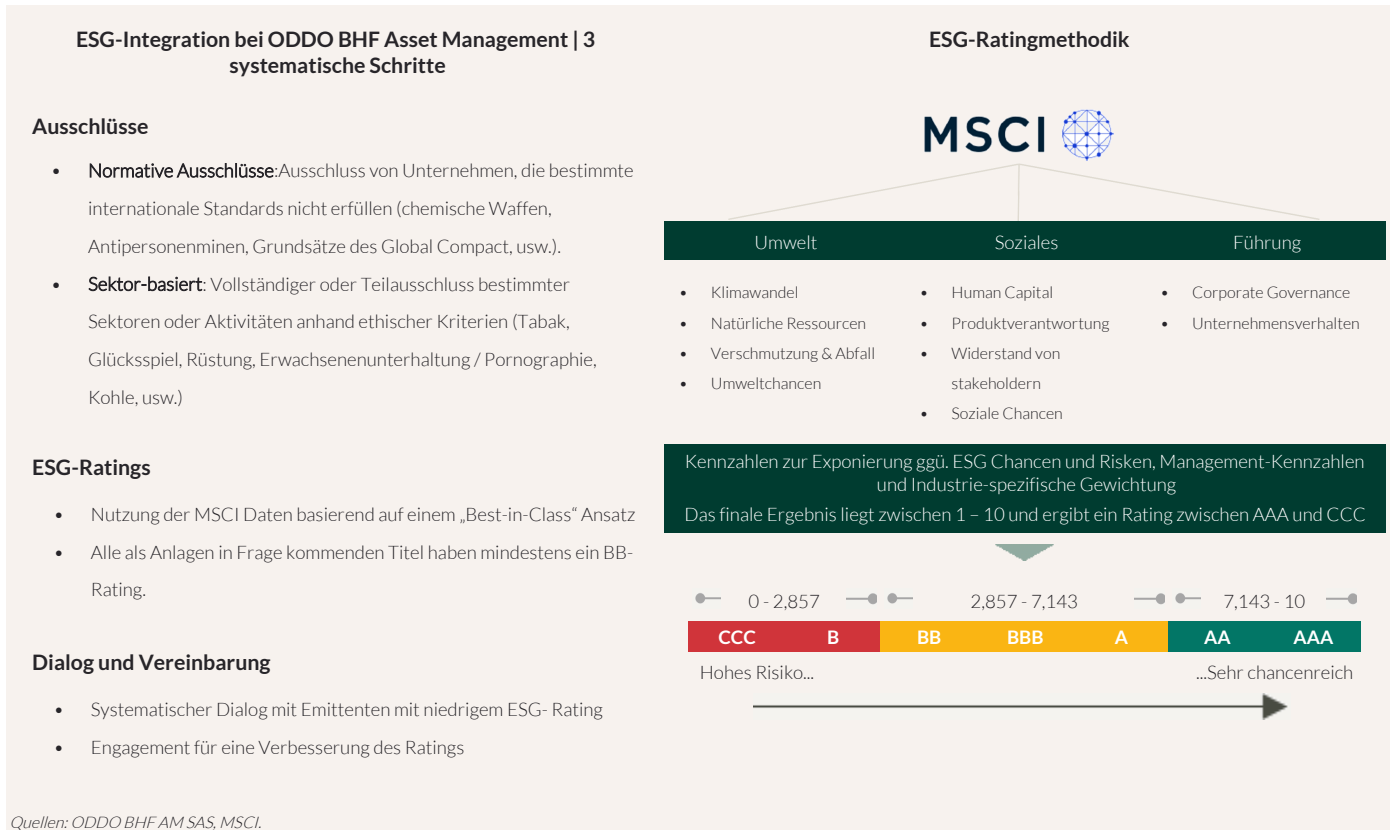 ESG-Integration bei ODDO BHF Asset Management | 3
systematische Schritte
Ausschlüsse
• Normative Ausschlüsse:Ausschluss von Unternehmen, die bestimmte
internationale Standards nicht erfüllen (chemische Waffen,
Antipersonenminen, Grundsätze des Global Compact, usw.).
• Sektor-basiert: Vollständiger oder Teilausschluss bestimmter
Sektoren oder Aktivitäten anhand ethischer Kriterien (Tabak,
Glücksspiel, Rüstung, Erwachsenenunterhaltung / Pornographie,
Kohle, usw.)
ESG-Ratings
• Nutzung der MSCI Daten basierend auf einem „Best-in-Class“ Ansatz
• Alle als Anlagen in Frage kommenden Titel haben mindestens ein BB-
Rating.
Dialog und Vereinbarung
• Systematischer Dialog mit Emittenten mit niedrigem ESG- Rating
• Engagement für eine Verbesserung des Ratings
ESG-Ratingmethodik
MSCI
Umwelt Soziales Führung
• Klimawandel
• Natürliche Ressourcen
• Verschmutzung & Abfall
• Umweltchancen
• Human Capital
• Produktverantwortung
• Widerstand von
stakeholdern
• Soziale Chancen
• Corporate Governance
• Unternehmensverhalten
Kennzahlen zur Exponierung ggü. ESG Chancen und Risken, Management-Kennzahlen
und Industrie-spezifische Gewichtung
Das finale Ergebnis liegt zwischen 1 – 10 und ergibt ein Rating zwischen AAA und CCC
0 - 2,857 2,857 - 7,143 7,143 - 10
CCC B BB BBB A AA AAA
Hohes Risiko... ...Sehr chancenreich
Quellen: ODDO BHF AM SAS, MSCI.